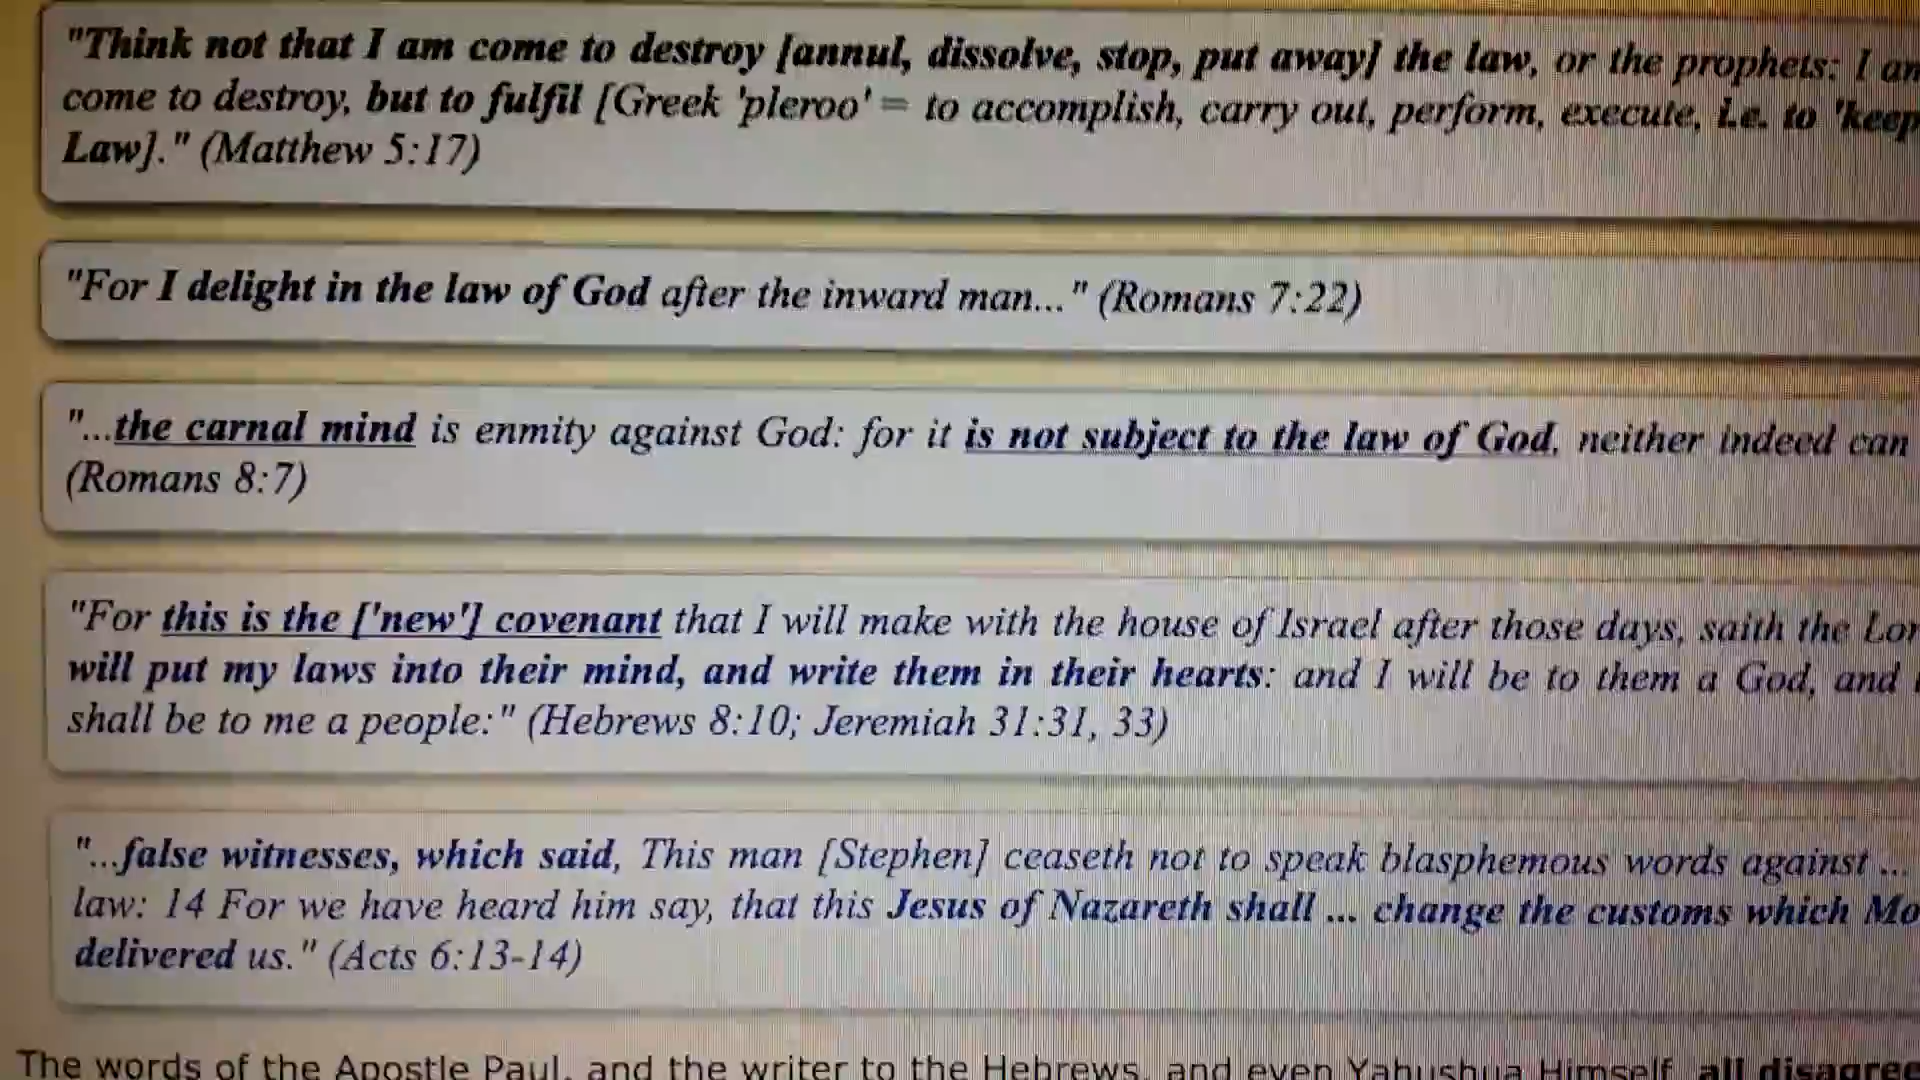 "Think not that I am come to destroy [annul, dissolve, stop, put away] the law, or the prophets: I am
come to destroy, but to fulfil [Greek 'pleroo' = to accomplish, carry out, perform, execute, i.e. to 'keep
Law]." (Matthew 5:17)
"For I delight in the law of God after the inward man..." (Romans 7:22)
"...the carnal mind is enmity against God: for it is not subject to the law of God, neither indeed can
(Romans 8:7)
"For this is the ['new'] covenant that I will make with the house of Israel after those days, saith the
will put my laws into their mind, and write them in their hearts: and I will be to them a God, and
shall be to me a people:" (Hebrews 8:10; Jeremiah 31:31, 33)
"...false witnesses, which said, This man [Stephen] ceaseth not to speak blasphemous words against ...
law: 14 For we have heard him say, that this Jesus of Nazareth shall ... change the customs which
delivered us." (Acts 6:13-14)
The words of the Apostle Paul, and the writer to the Hebrews, and even Yahushua Himself, all